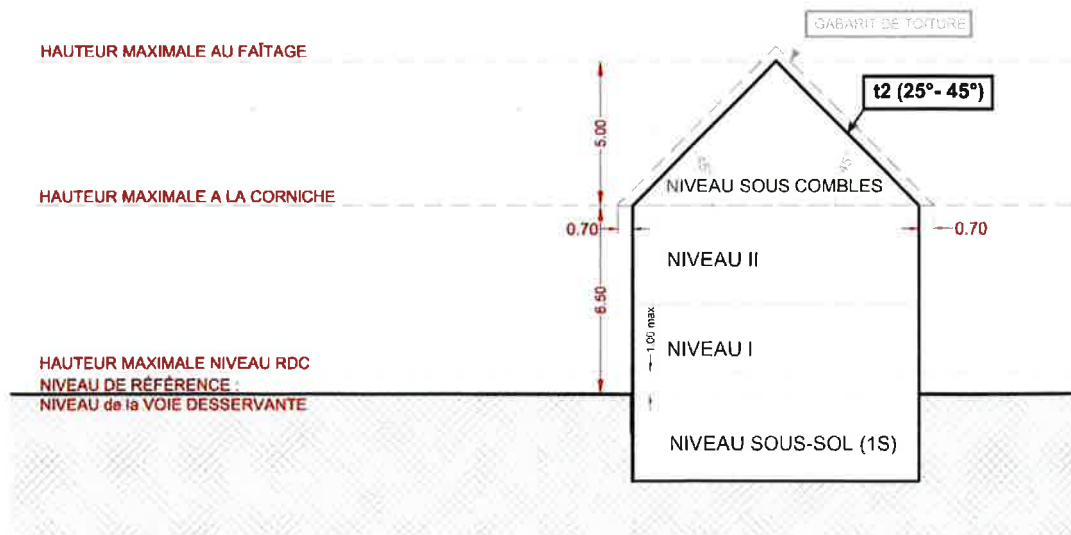 GABARIT DE TOITURE
HAUTEUR MAXIMALE AU FAÎTAGE
t2 (25°- 45°)
5.00
45°
NIVEAU SOUS COMBLES
HAUTEUR MAXIMALE A LA CORNICHE
0.70
0.70
NIVEAU II
6.50
1.00 max
NIVEAU I
HAUTEUR MAXIMALE NIVEAU RDC
NIVEAU DE RÉFÉRENCE :
NIVEAU de la VOIE DESSERVANTE
NIVEAU SOUS-SOL (1S)